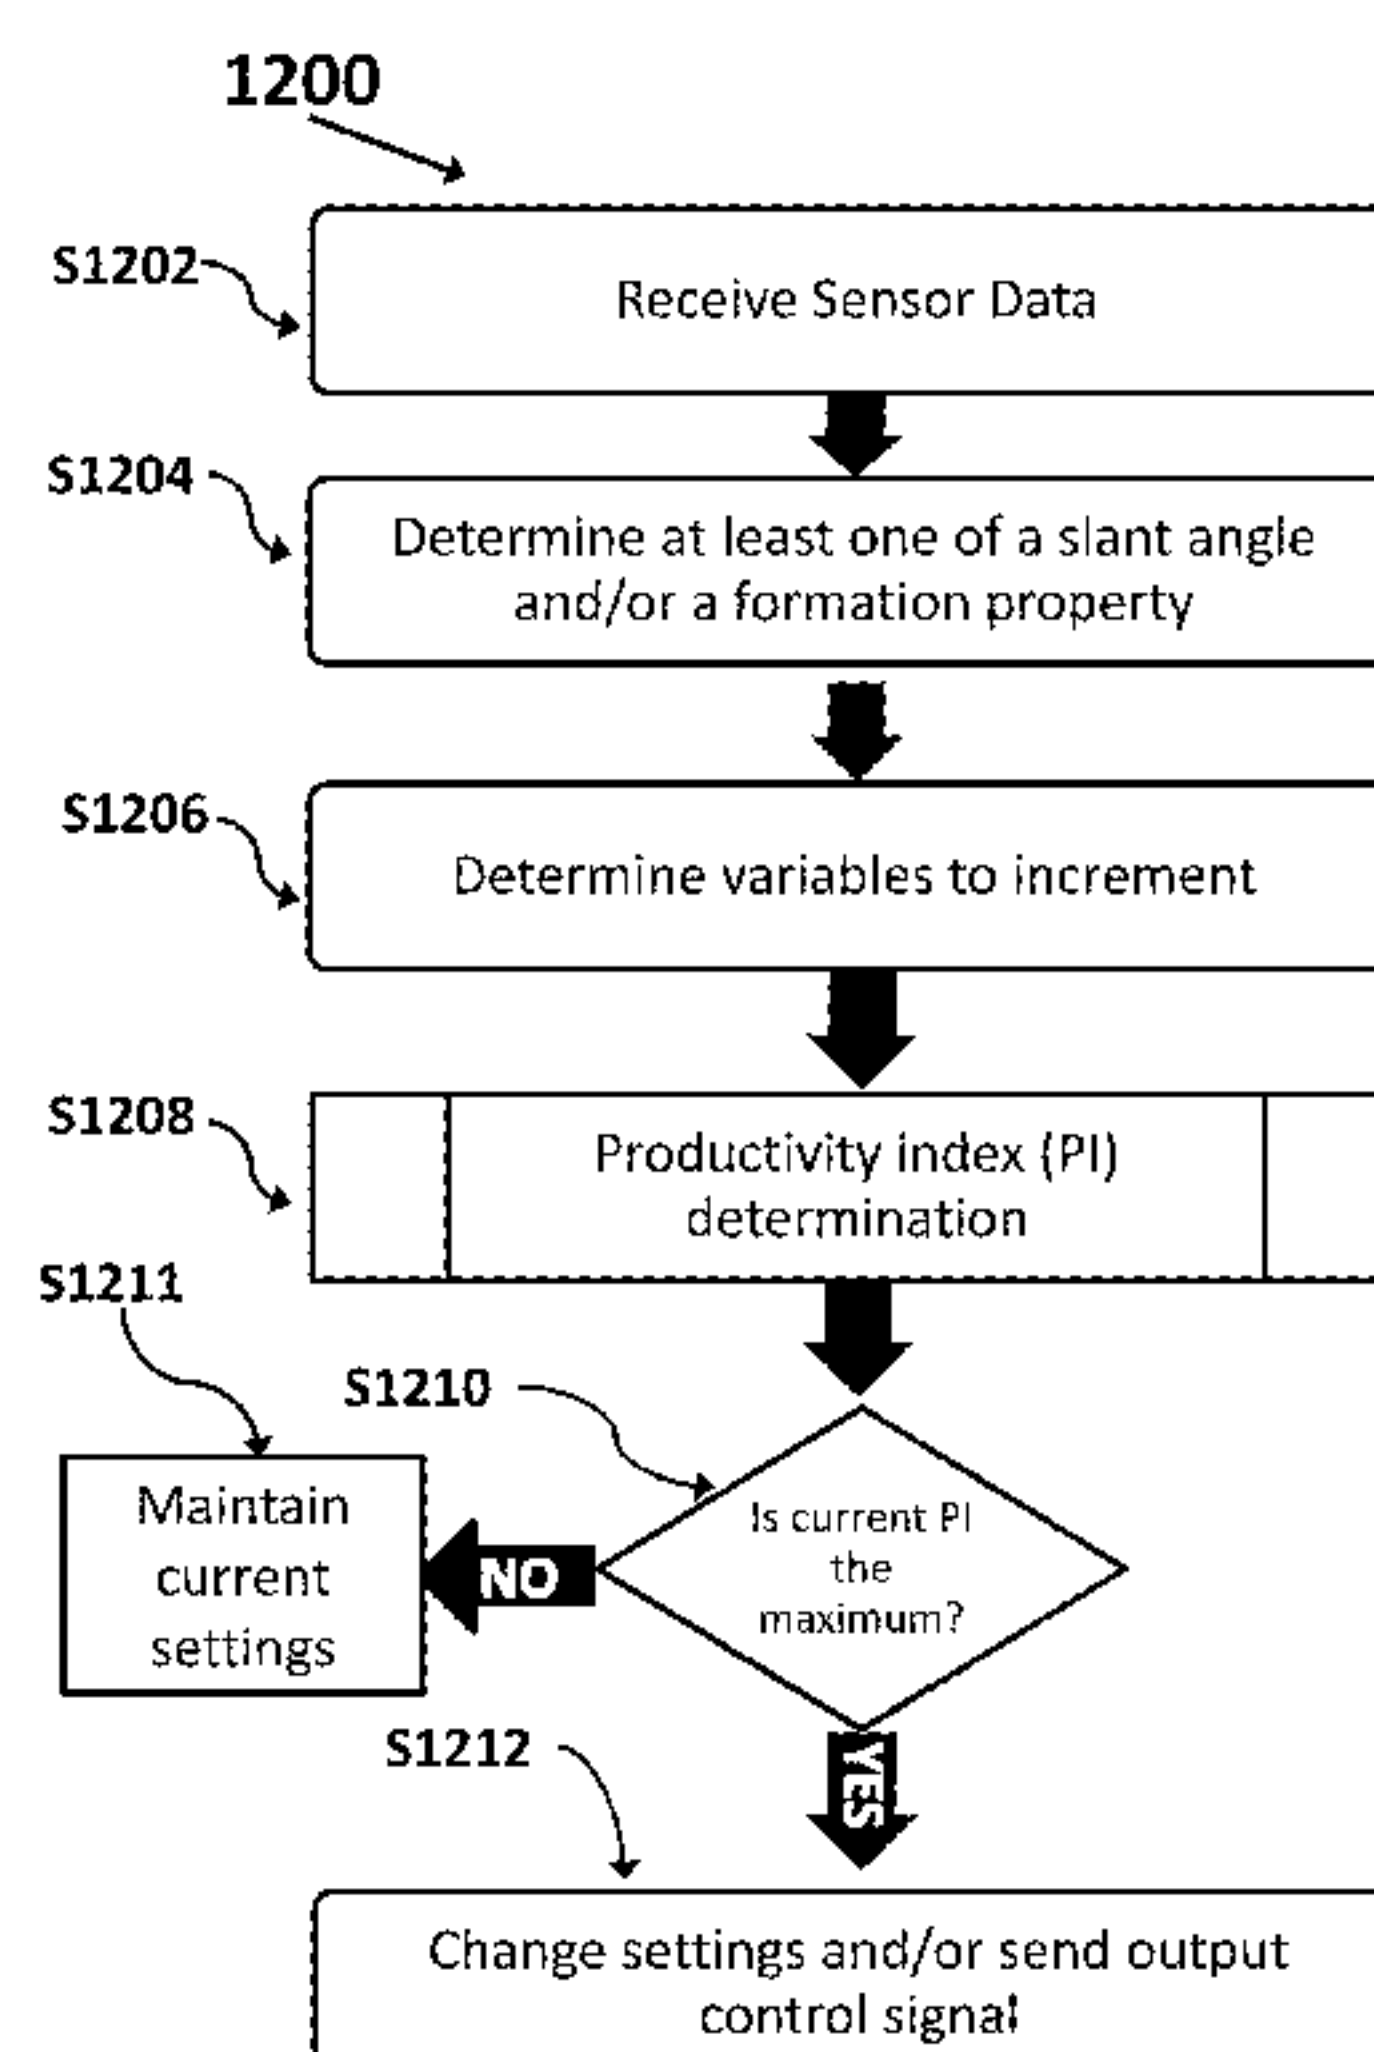 1200
S1202
Receive Sensor Data
S1204
Determine at least one of a slant angle
and/or a formation property
S1206
Determine variables to increment
S1208
Productivity index (PI)
determination
S1211
S1210
Maintain
current
settings
NO
Is current PI
the
maximum?
S1212
YES
Change settings and/or send output
control signal